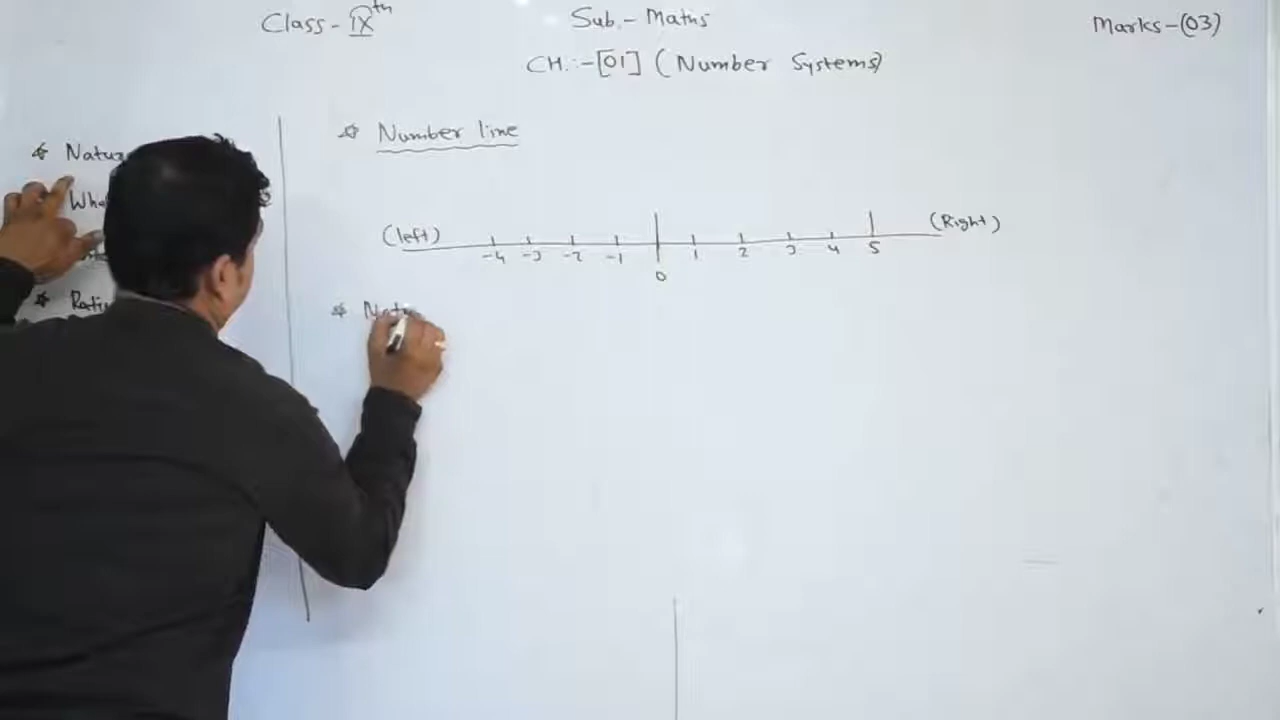 Class - IXth Sub. - Maths Marks - (03)
CH. :- [01] (Number Systems)
Number line
(left) (Right)
-4 -3 -2 -1 0 1 2 3 4 5